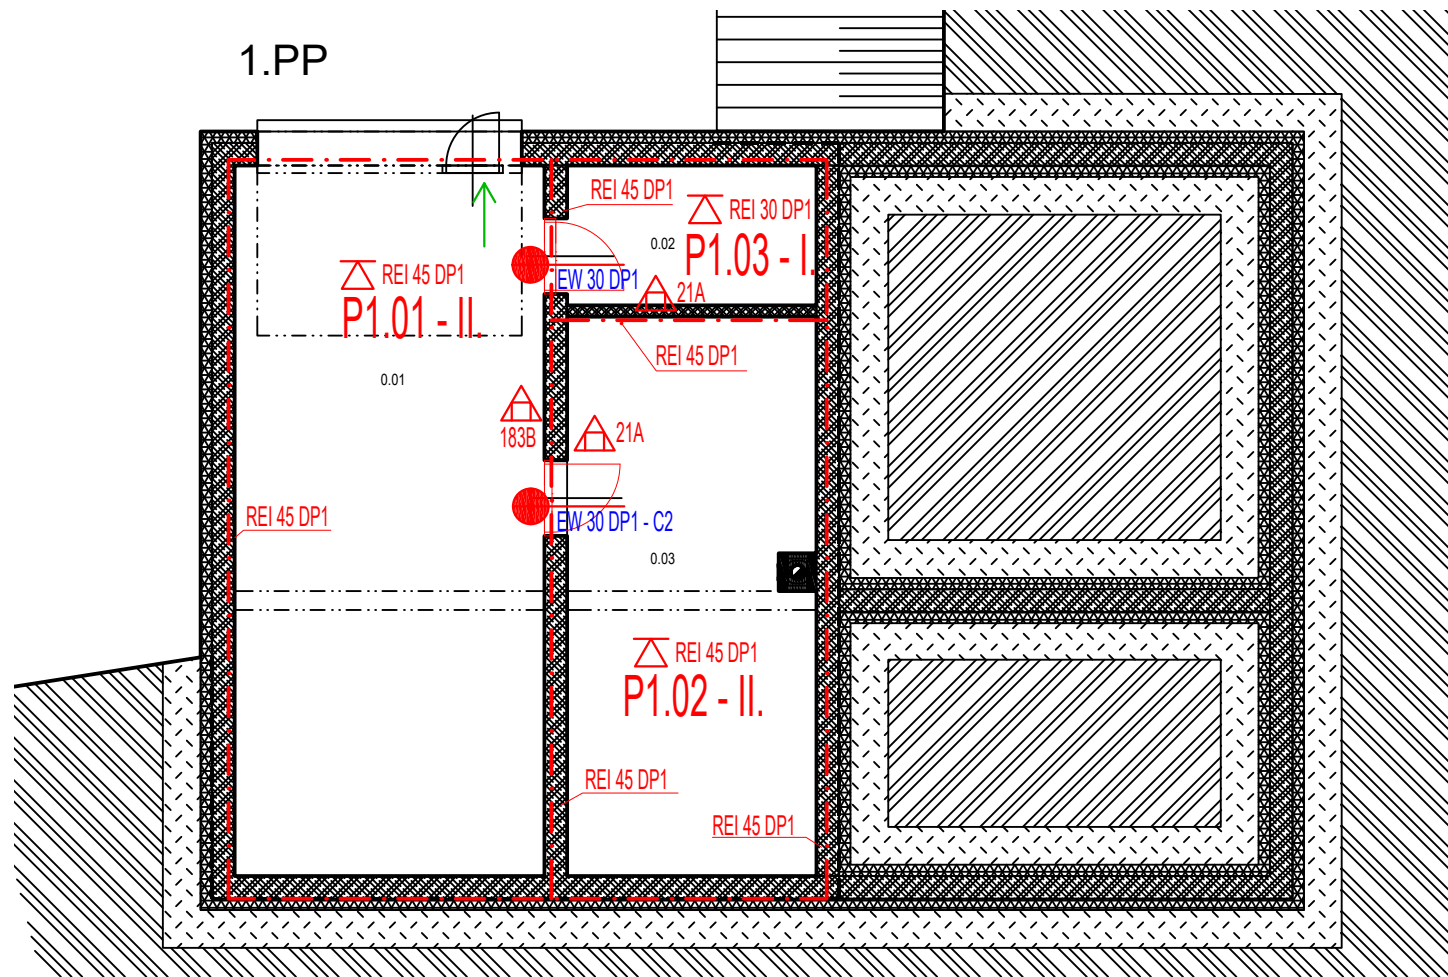 1.PP
REI 45 DP1
REI 30 DP1
P1.03 - I.
0.02
EW 30 DP1
21A
REI 45 DP1
P1.01 - II.
0.01
REI 45 DP1
183B
21A
REI 45 DP1
EW 30 DP1 - C2
0.03
REI 45 DP1
P1.02 - II.
REI 45 DP1
REI 45 DP1